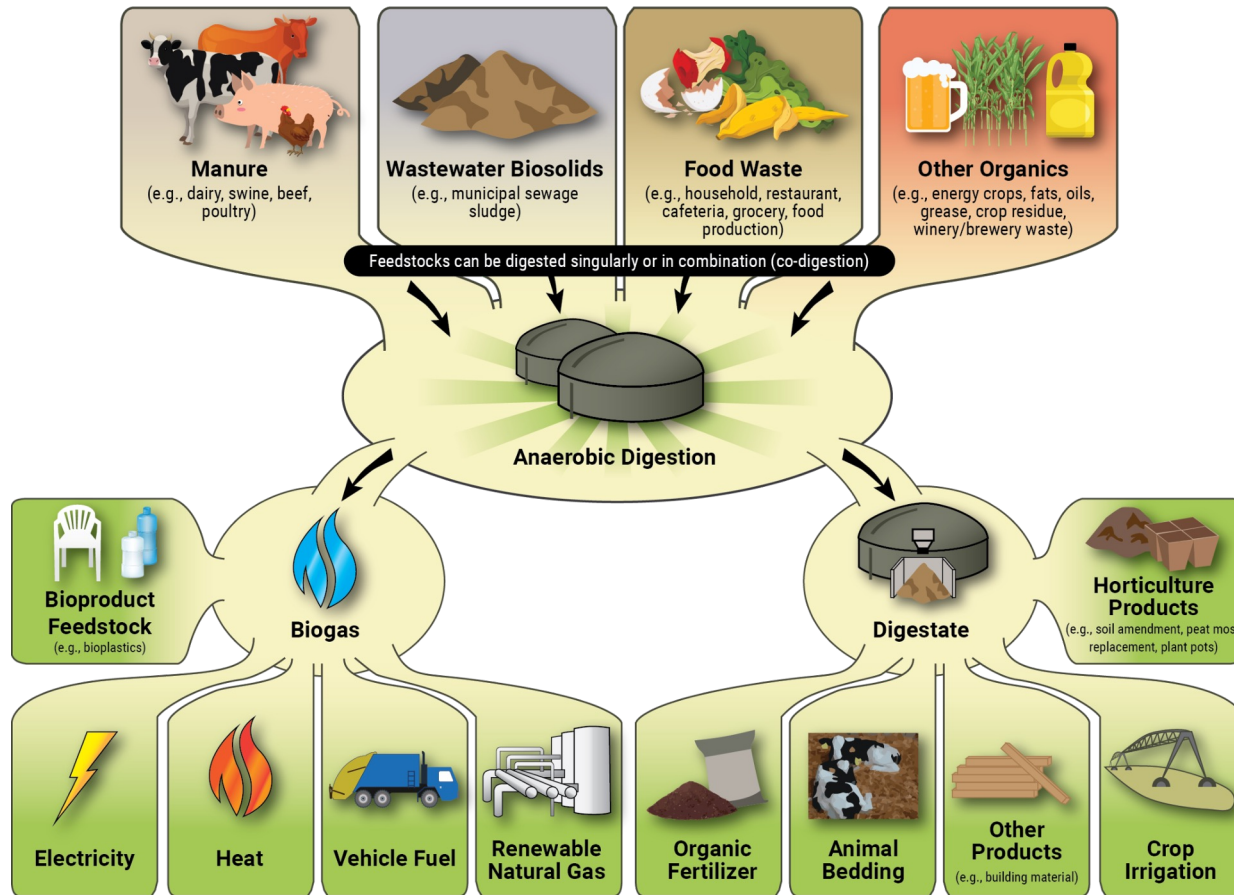 Manure
(e.g., dairy, swine, beef,
poultry)
Wastewater Biosolids
(e.g., municipal sewage
sludge)
Food Waste
(e.g., household, restaurant,
cafeteria, grocery, food
production)
Other Organics
(e.g., energy crops, fats, oils,
grease, crop residue,
winery/brewery waste)
Feedstocks can be digested singularly or in combination (co-digestion)
Anaerobic Digestion
Bioproduct
Feedstock
(e.g., bioplastics)
Biogas
Digestate
Horticulture
Products
(e.g., soil amendment, peat mos
replacement, plant pots)
Electricity
Heat
Vehicle Fuel
Renewable
Natural Gas
Organic
Fertilizer
Animal
Bedding
Other
Products
(e.g., building material)
Crop
Irrigation